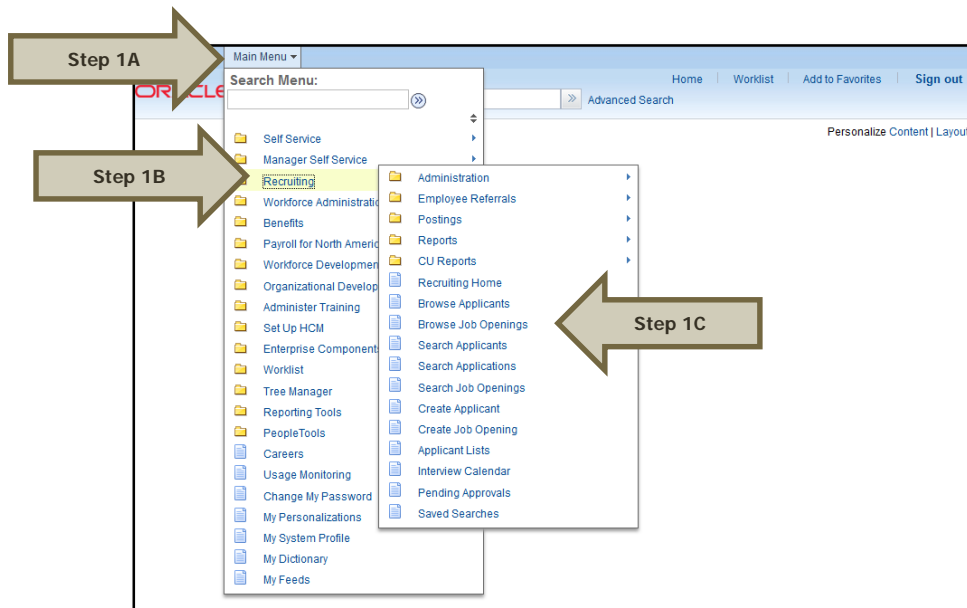 Step 1A
Main Menu
Search Menu:
Home
Worklist
Add to Favorites
Sign out
Advanced Search
Personalize Content | Layout
Self Service
Manager Self Service
Step 1B
Recruiting
Workforce Administratio
Benefits
Payroll for North Americ
Workforce Developmen
Organizational Develop
Administer Training
Set Up HCM
Enterprise Component
Worklist
Tree Manager
Reporting Tools
PeopleTools
Careers
Usage Monitoring
Change My Password
My Personalizations
My System Profile
My Dictionary
My Feeds
Administration
Employee Referrals
Postings
Reports
CU Reports
Recruiting Home
Browse Applicants
Browse Job Openings
Step 1C
Search Applicants
Search Applications
Search Job Openings
Create Applicant
Create Job Opening
Applicant Lists
Interview Calendar
Pending Approvals
Saved Searches